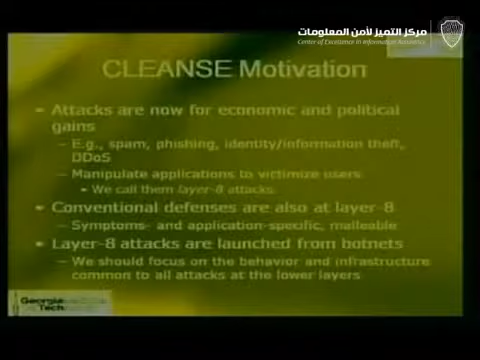 مركز التميز لأمن المعلومات
Center of Excellence in Information Assurance
CLEANSE Motivation
• Attacks are now for economic and political
gains
– E.g., spam, phishing, identity/information theft,
DDoS
– Manipulate applications to victimize users
• We call them layer-8 attacks.
• Conventional defenses are also at layer-8
– Symptoms- and application-specific, malleable
• Layer-8 attacks are launched from botnets
– We should focus on the behavior and infrastructure
common to all attacks at the lower layers
Georgia
Tech